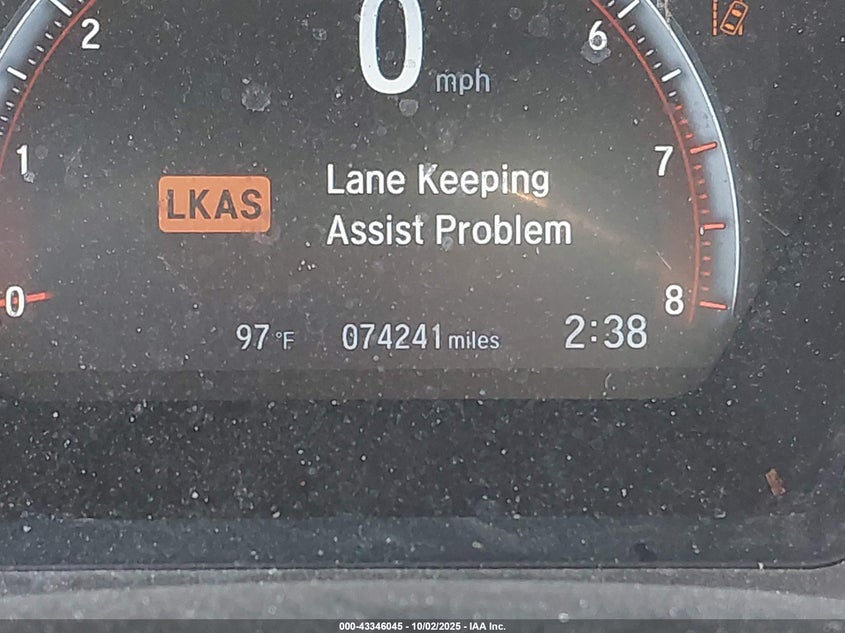 0
mph
2
6
1
7
LKAS
Lane Keeping
Assist Problem
0
8
97 °F
074241 miles
2:38
000-43346045 - 10/02/2025 - IAA Inc.